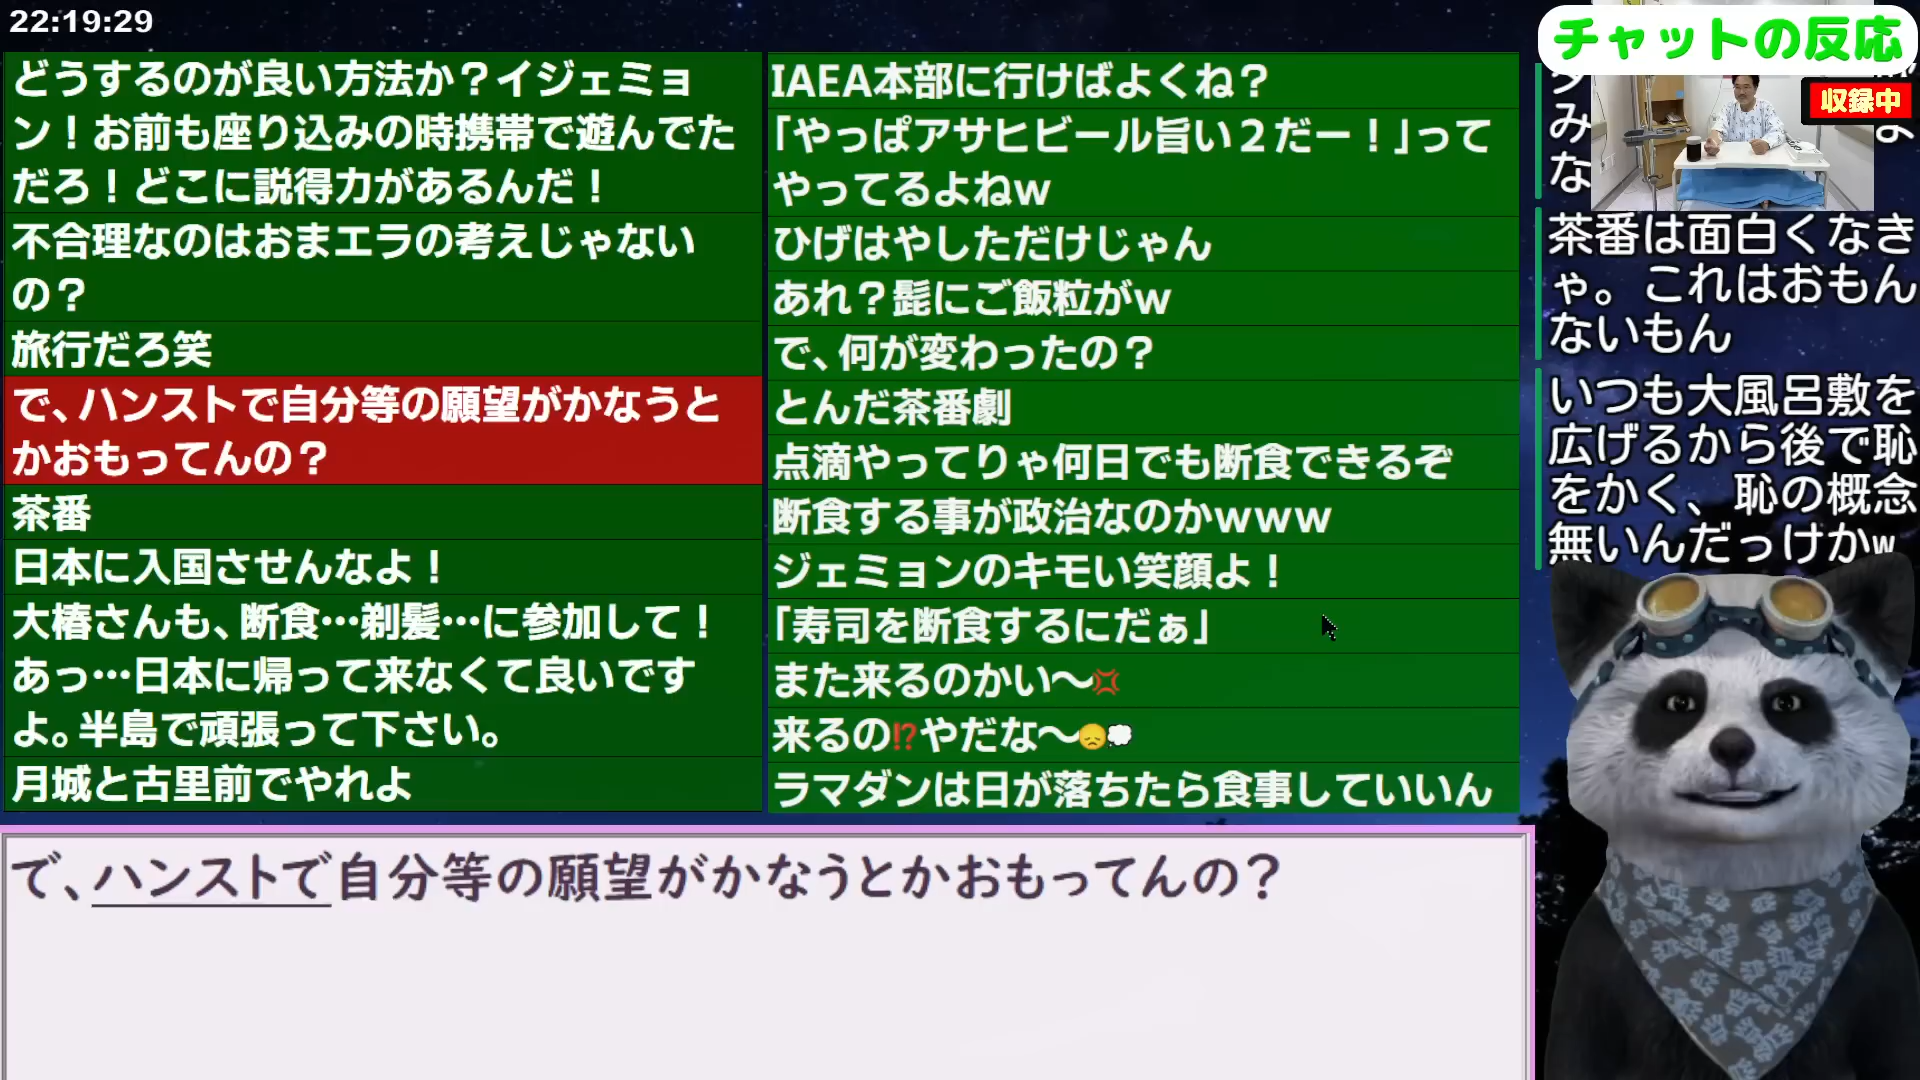 22:19:29
どうするのが良い方法か？イジェミョ
ン！お前も座り込みの時携帯で遊んでた
だろ！どこに説得力があるんだ！
不合理なのはおまエラの考えじゃない
の？
旅行だろ笑
で、ハンストで自分等の願望がかなうと
かおもってんの？
茶番
日本に入国させんなよ！
大椿さんも、断食…剃髪…に参加して！
あっ…日本に帰って来なくて良いです
よ。半島で頑張って下さい。
月城と古里前でやれよ
IAEA本部に行けばよくね？
「やっぱアサヒビール旨い２だー！」って
やってるよねw
ひげはやしただけじゃん
あれ？髭にご飯粒がw
で、何が変わったの？
とんだ茶番劇
点滴やってりゃ何日でも断食できるぞ
断食する事が政治なのかwww
ジェミョンのキモい笑顔よ！
「寿司を断食するにだぁ」
また来るのかい〜💢
来るの⁉️やだな〜😞💭
ラマダンは日が落ちたら食事していいん
チャットの反応
収録中
み
な
よ
茶番は面白くなき
ゃ。これはおもん
ないもん
いつも大風呂敷を
広げるから後で恥
をかく、恥の概念
無いんだっけかw
で、ハンストで自分等の願望がかなうとかおもってんの？